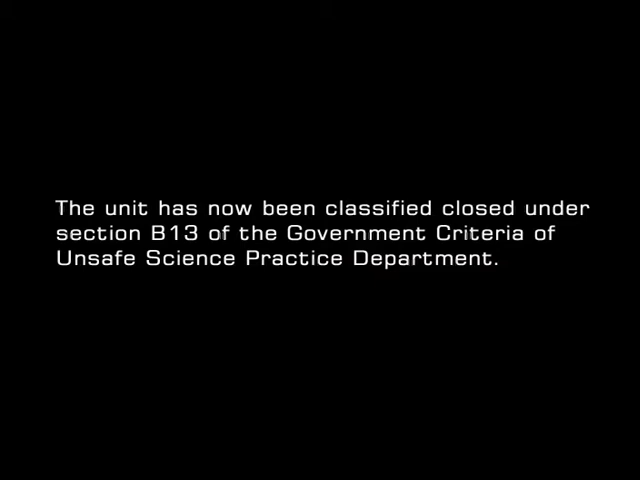 The unit has now been classified closed under
section B13 of the Government Criteria of
Unsafe Science Practice Department.